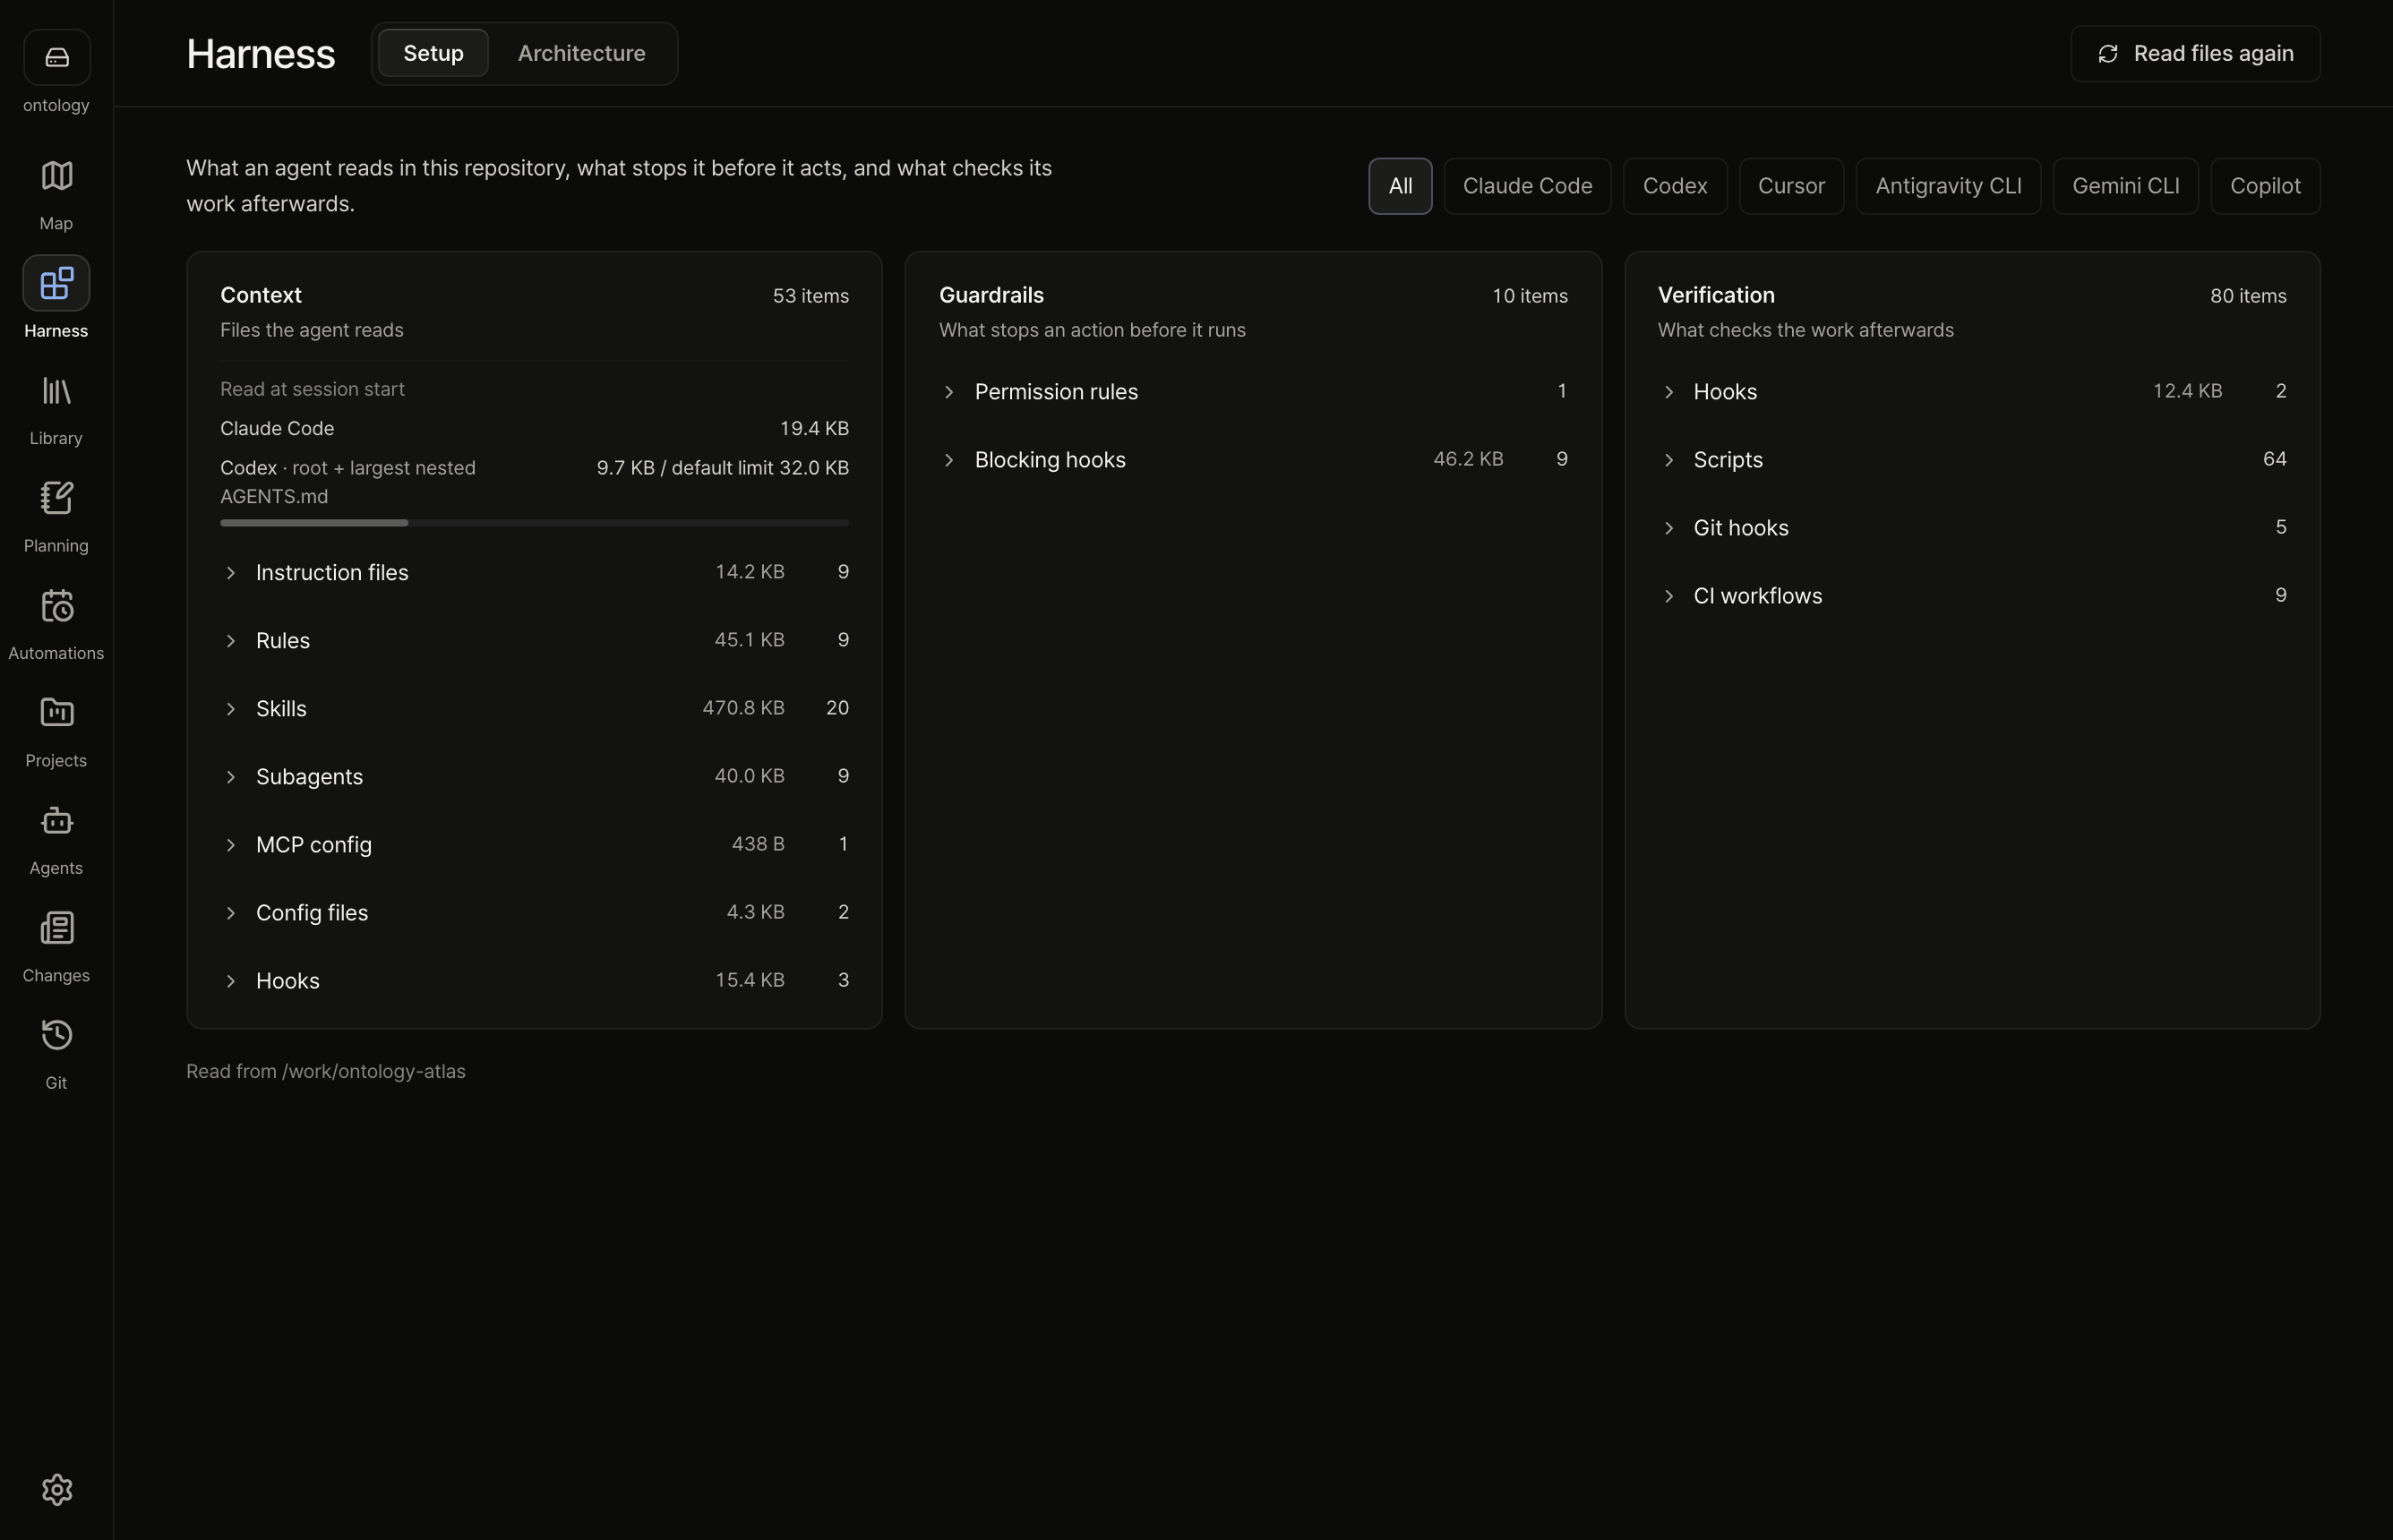 ontology
Map
Harness
Library
Planning
Automations
Projects
Agents
Changes
Git
Harness
Setup
Architecture
Read files again
What an agent reads in this repository, what stops it before it acts, and what checks its
work afterwards.
All
Claude Code
Codex
Cursor
Antigravity CLI
Gemini CLI
Copilot
Context 53 items
Files the agent reads
Read at session start
Claude Code 19.4 KB
Codex · root + largest nested 9.7 KB / default limit 32.0 KB
AGENTS.md
Instruction files 14.2 KB 9
Rules 45.1 KB 9
Skills 470.8 KB 20
Subagents 40.0 KB 9
MCP config 438 B 1
Config files 4.3 KB 2
Hooks 15.4 KB 3
Guardrails 10 items
What stops an action before it runs
Permission rules 1
Blocking hooks 46.2 KB 9
Verification 80 items
What checks the work afterwards
Hooks 12.4 KB 2
Scripts 64
Git hooks 5
CI workflows 9
Read from /work/ontology-atlas